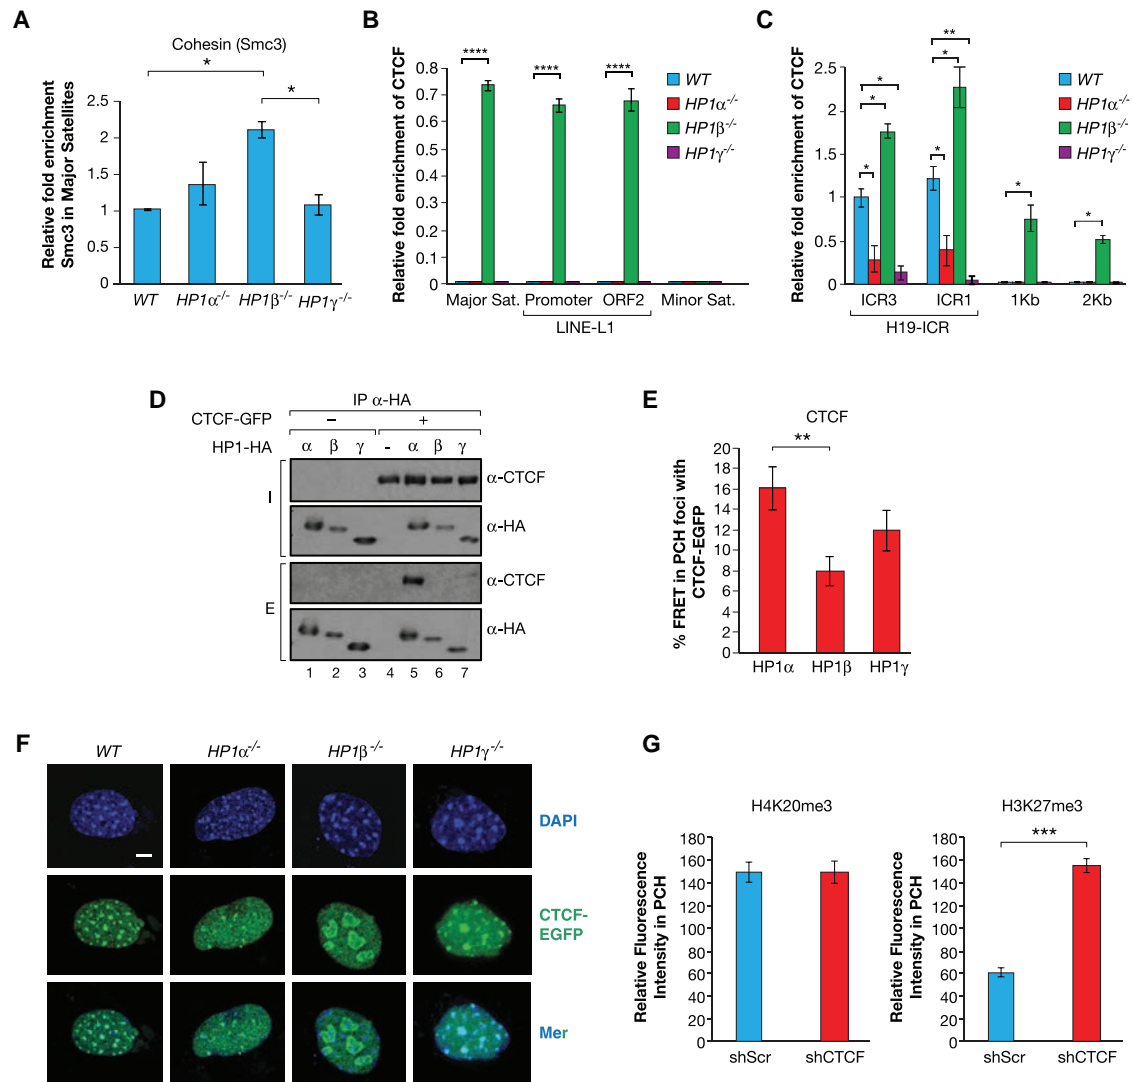 A
Cohesin (Smc3)
*
*
Relative fold enrichment
Smc3 in Major Satellites
2.5
2
1.5
1
0.5
0
WT
HP1α-/-
HP1β-/-
HP1γ-/-
B
Relative fold enrichment of CTCF
0.8
0.7
0.6
0.5
0.4
0.3
0.2
0.1
0
****
****
****
WT
HP1α-/-
HP1β-/-
HP1γ-/-
Major Sat.
Promoter
ORF2
Minor Sat.
LINE-L1
C
Relative fold enrichment of CTCF
2.5
2
1.5
1
0.5
0
*
*
*
**
*
*
*
*
WT
HP1α-/-
HP1β-/-
HP1γ-/-
ICR3
ICR1
1Kb
2Kb
H19-ICR
D
IP α-HA
CTCF-GFP
– +
HP1-HA
α β γ - α β γ
I
α-CTCF
α-HA
E
α-CTCF
α-HA
1 2 3 4 5 6 7
E
CTCF
**
% FRET in PCH foci with
CTCF-EGFP
20
18
16
14
12
10
8
6
4
2
0
HP1α
HP1β
HP1γ
F
WT
HP1α-/-
HP1β-/-
HP1γ-/-
DAPI
CTCF-
EGFP
Mer
G
H4K20me3
Relative Fluorescence
Intensity in PCH
180
160
140
120
100
80
60
40
20
0
shScr
shCTCF
H3K27me3
***
Relative Fluorescence
Intensity in PCH
180
160
140
120
100
80
60
40
20
0
shScr
shCTCF